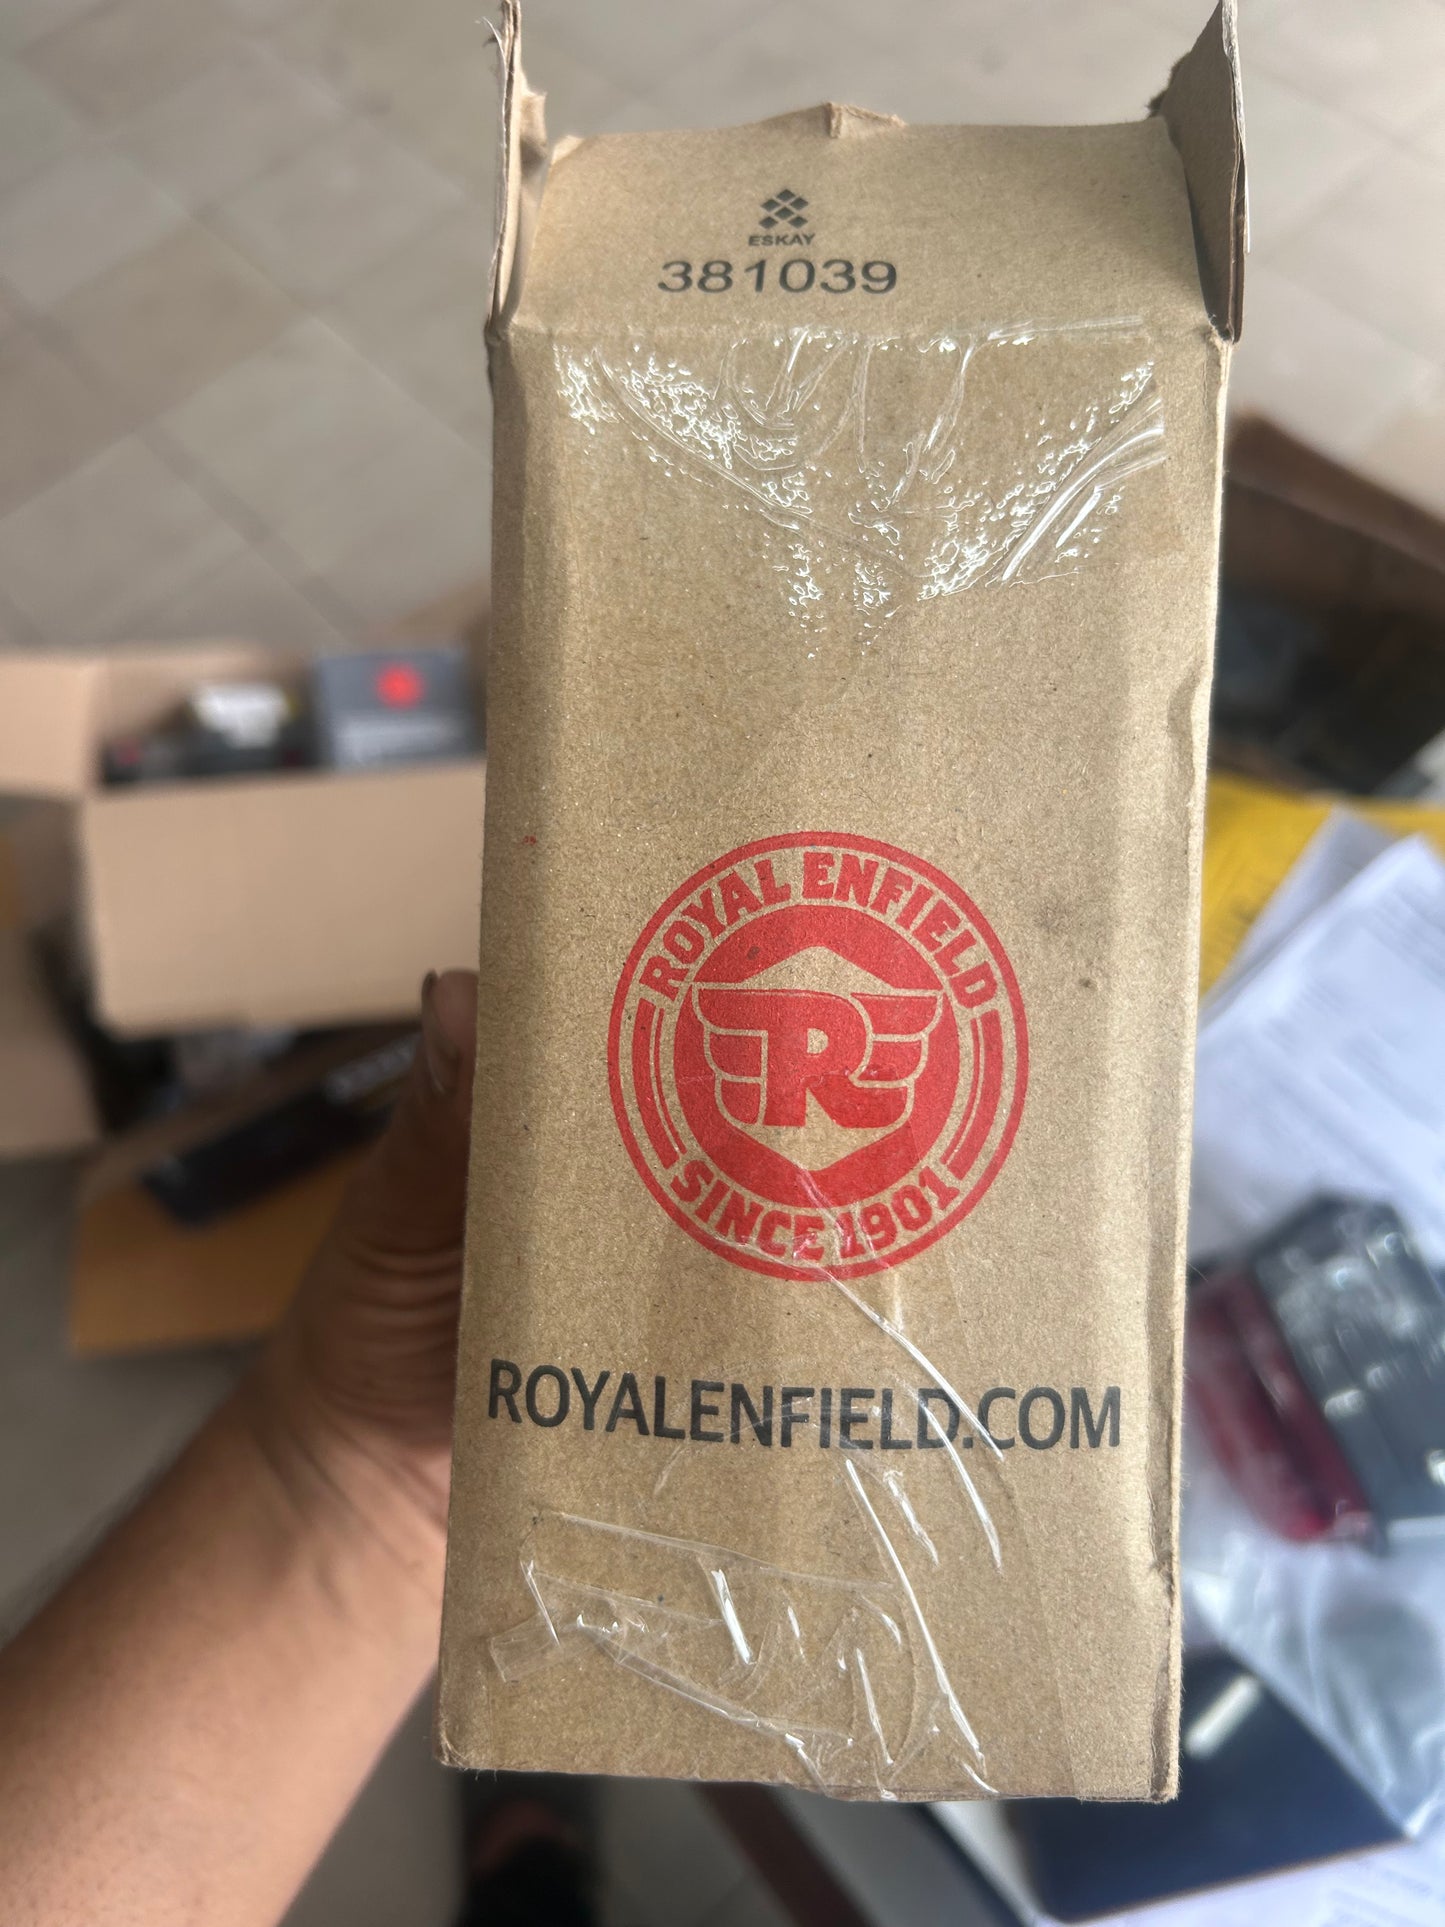 ESKAY
381039
ROYAL ENFIELD
R
SINCE 1901
ROYALENFIELD.COM